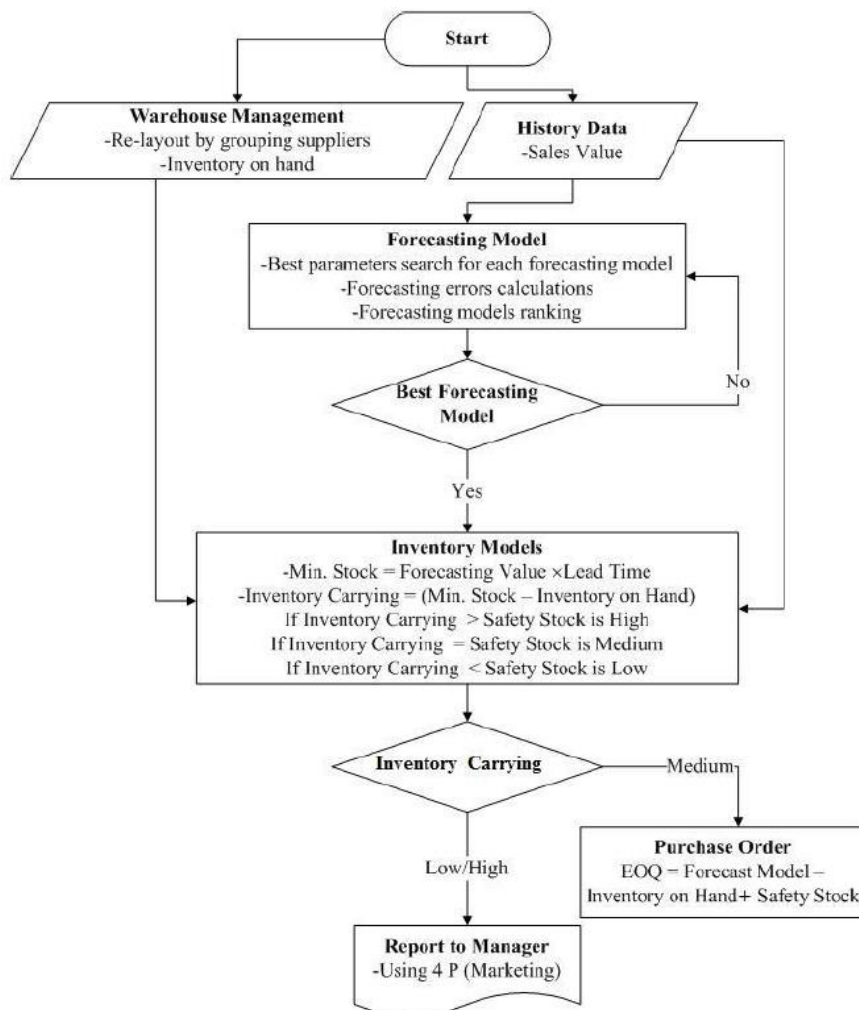 Start
Warehouse Management
-Re-layout by grouping suppliers
-Inventory on hand
History Data
-Sales Value
Forecasting Model
-Best parameters search for each forecasting model
-Forecasting errors calculations
-Forecasting models ranking
Best Forecasting
Model
No
Yes
Inventory Models
-Min. Stock = Forecasting Value ×Lead Time
-Inventory Carrying = (Min. Stock – Inventory on Hand)
If Inventory Carrying > Safety Stock is High
If Inventory Carrying = Safety Stock is Medium
If Inventory Carrying < Safety Stock is Low
Inventory Carrying
Medium
Low/High
Purchase Order
EOQ = Forecast Model –
Inventory on Hand+ Safety Stock
Report to Manager
-Using 4 P (Marketing)